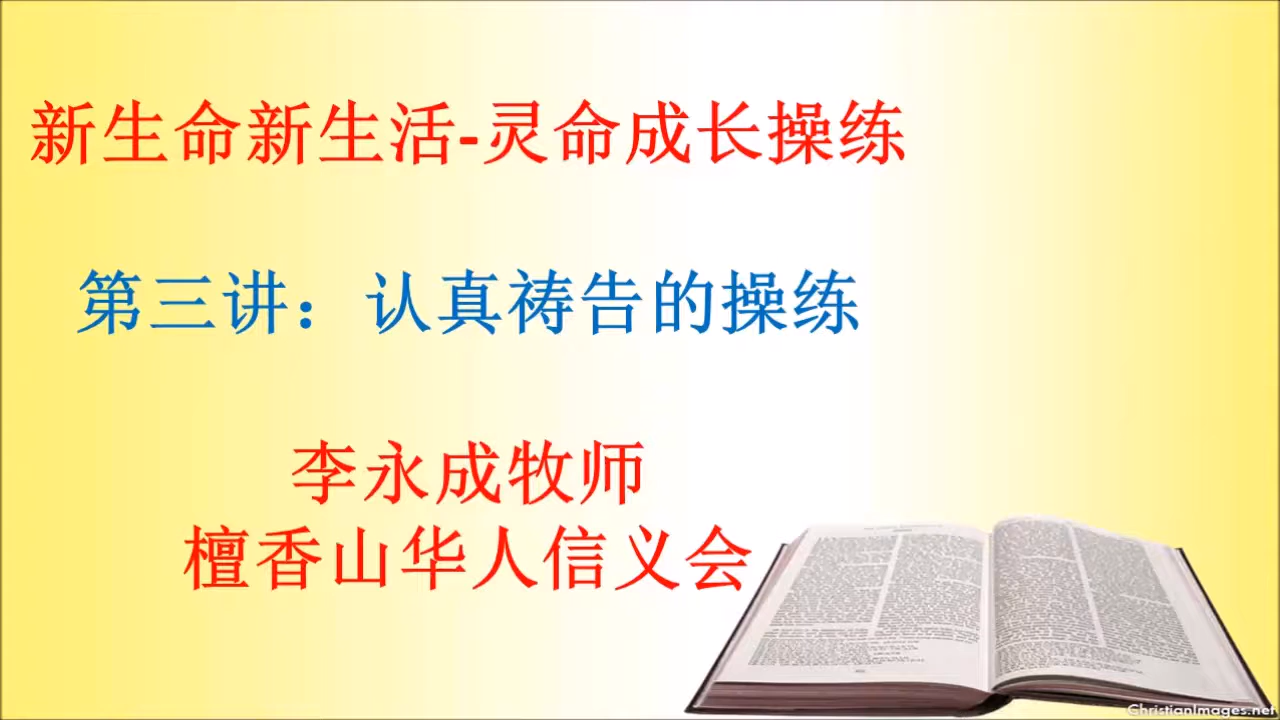 新生命新生活-灵命成长操练
第三讲：认真祷告的操练
李永成牧师
檀香山华人信义会
ChristianImages.net